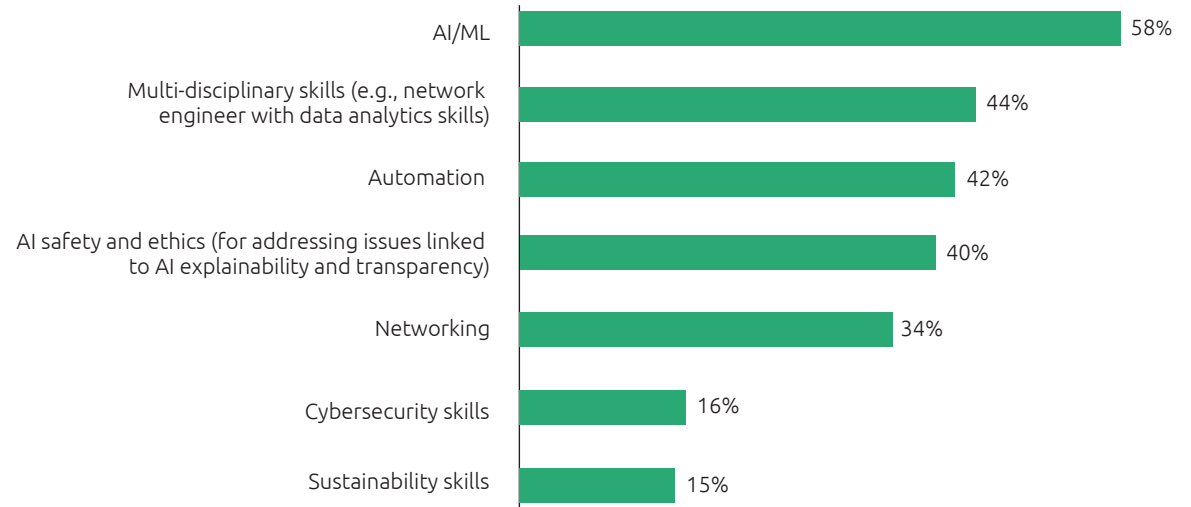 AI/ML
58%
Multi-disciplinary skills (e.g., network
engineer with data analytics skills)
44%
Automation
42%
AI safety and ethics (for addressing issues linked
to AI explainability and transparency)
40%
Networking
34%
Cybersecurity skills
16%
Sustainability skills
15%